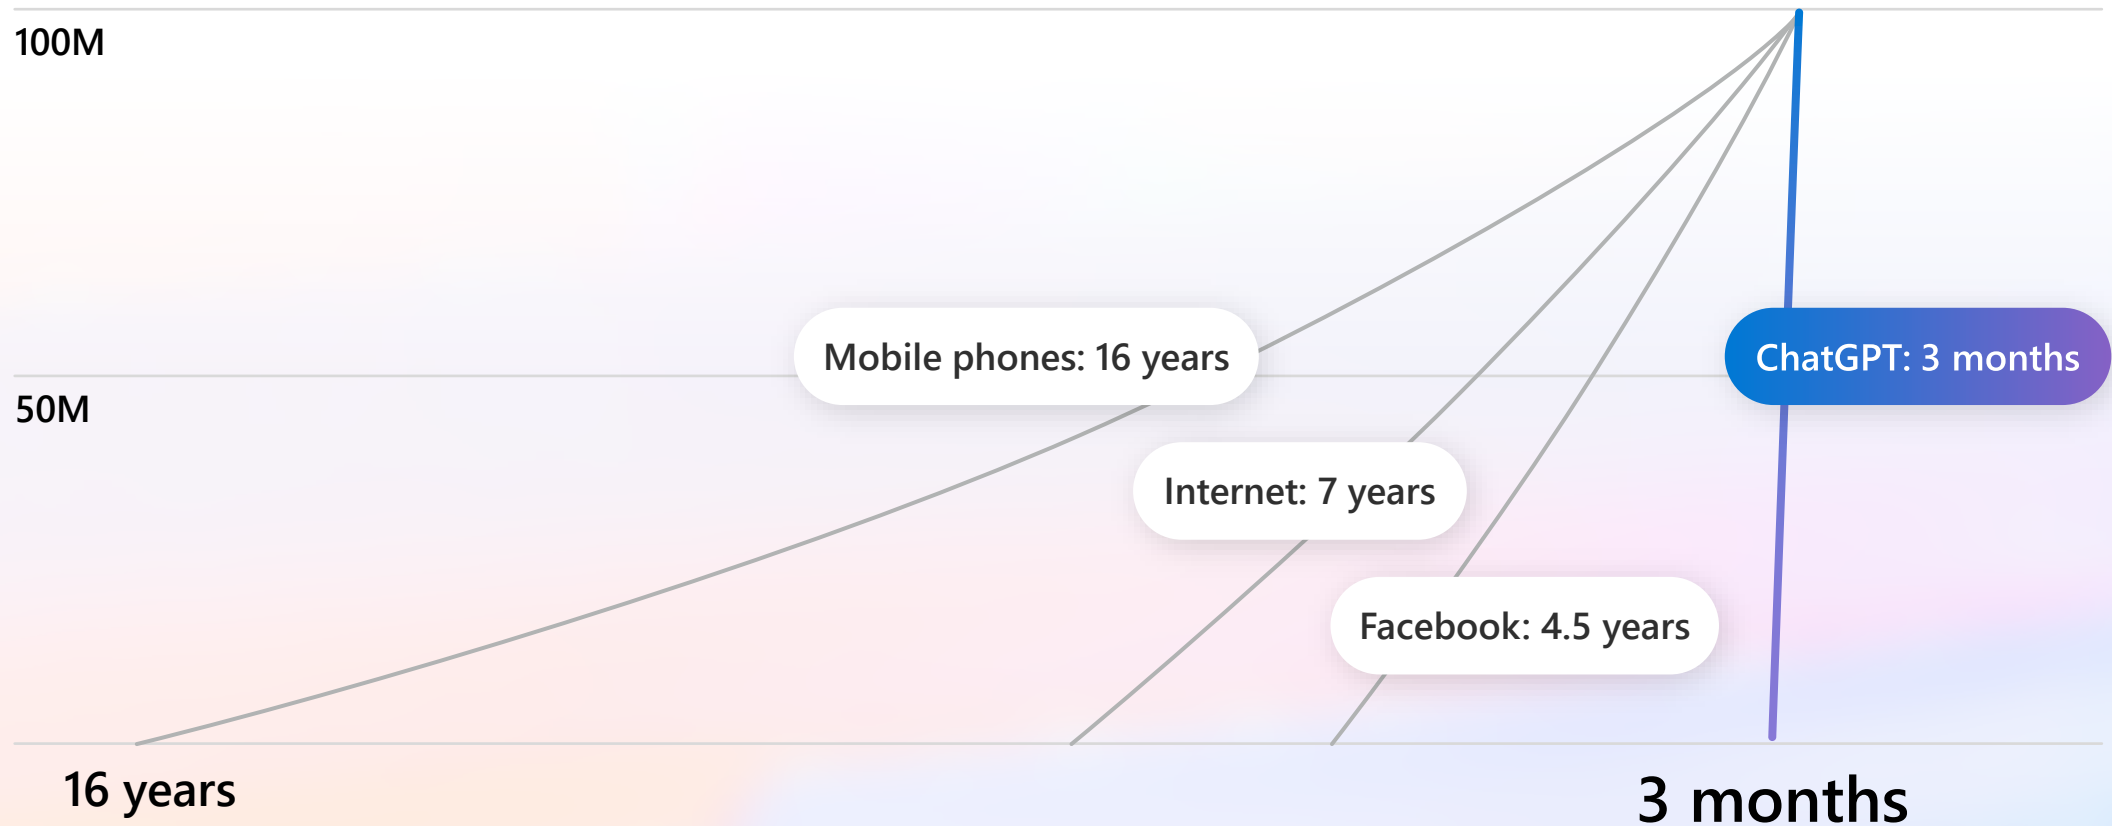 100M
Mobile phones: 16 years
ChatGPT: 3 months
50M
Internet: 7 years
Facebook: 4.5 years
16 years
3 months